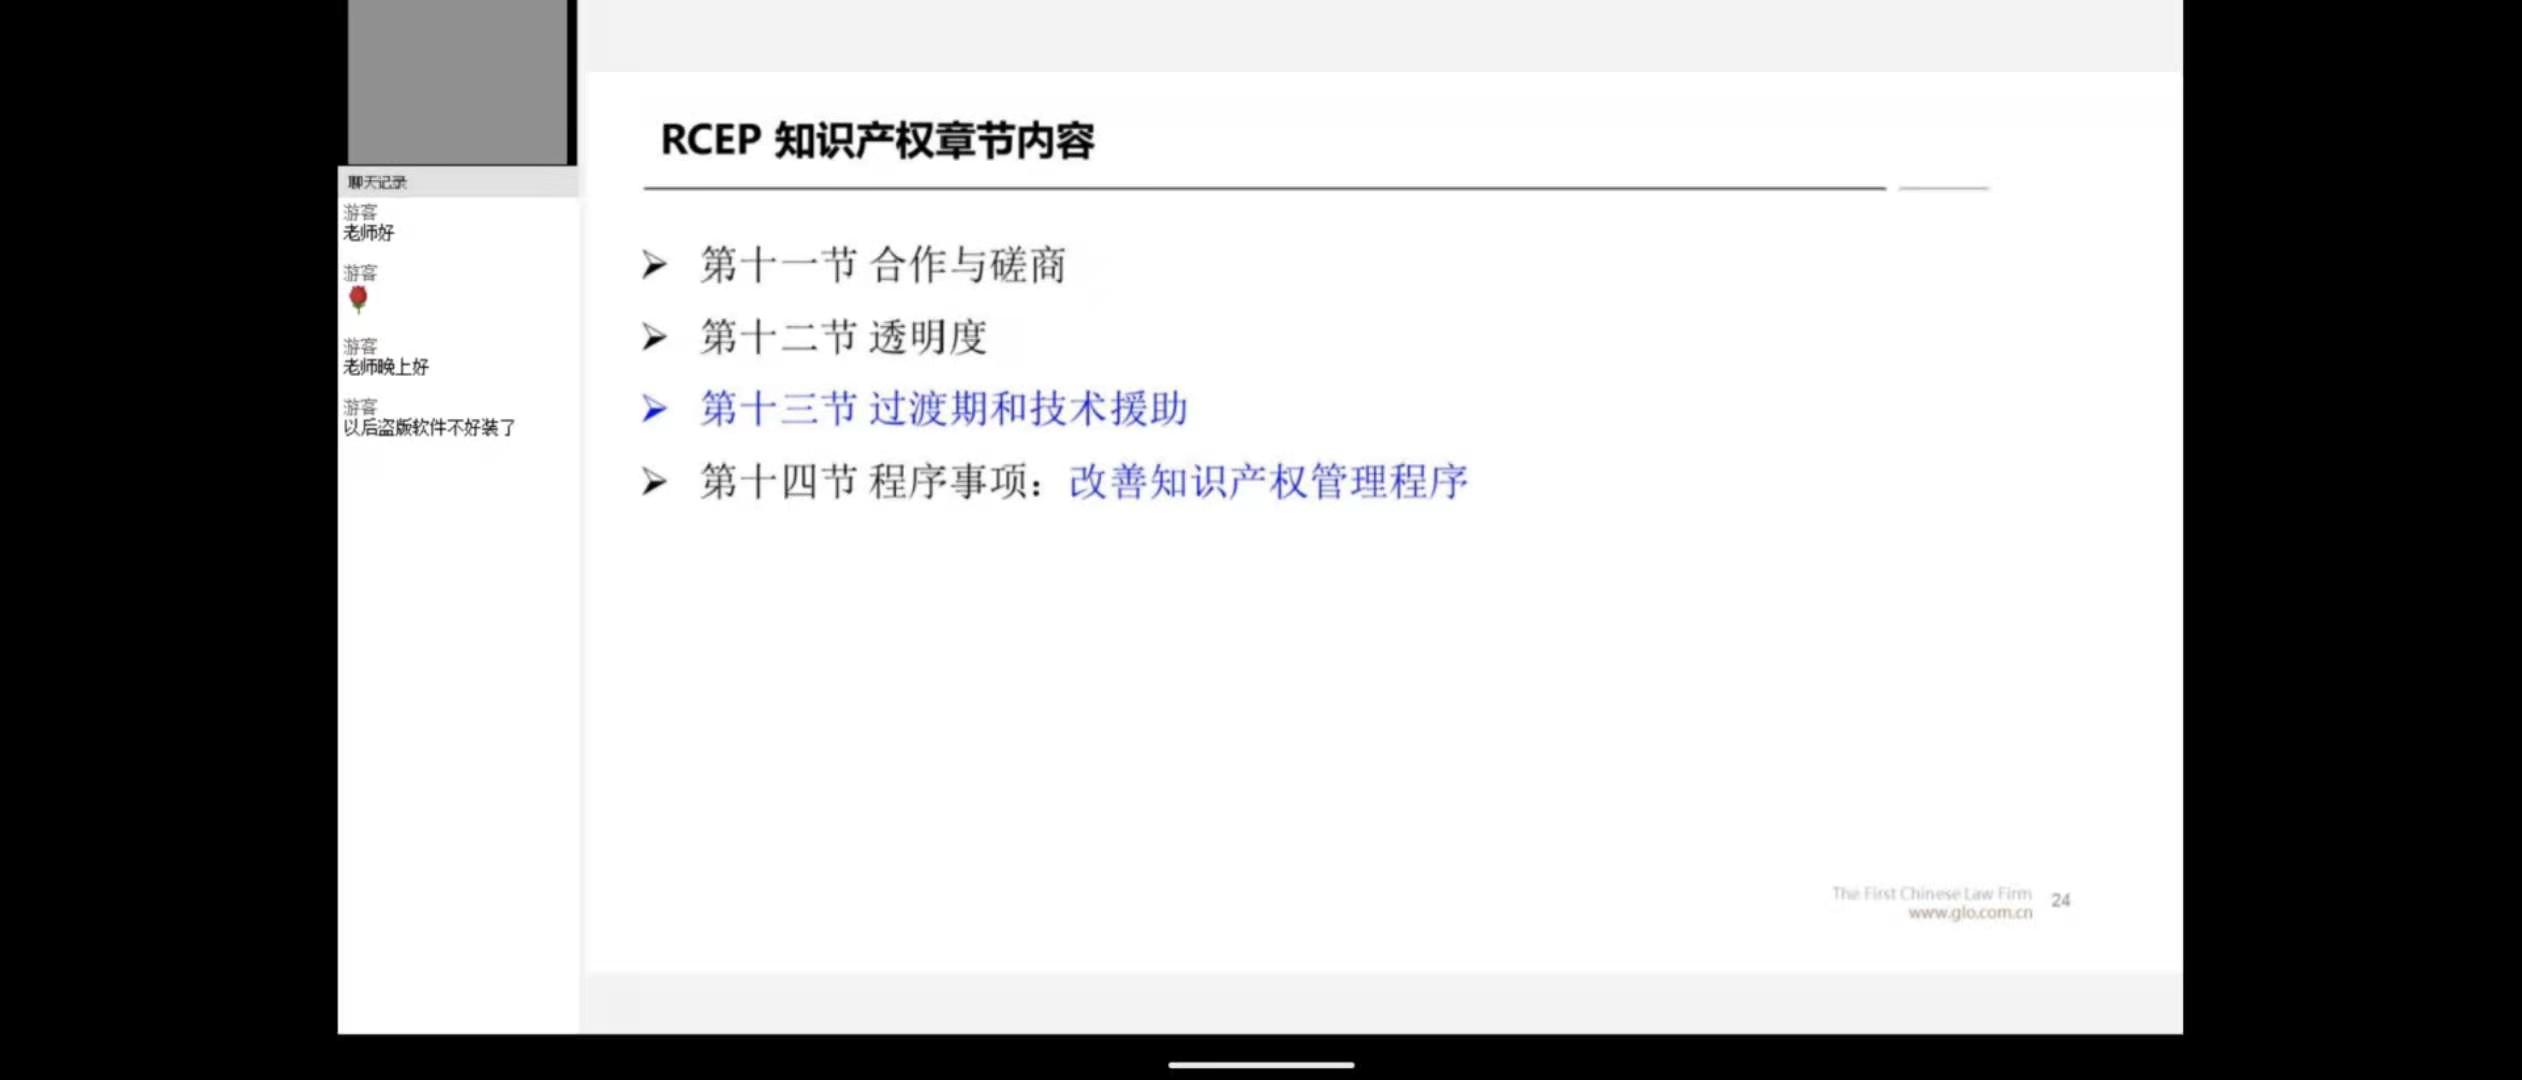 聊天记录
游客
老师好
游客
游客
老师晚上好
游客
以后盗版软件不好装了
RCEP 知识产权章节内容
第十一节 合作与磋商
第十二节 透明度
第十三节 过渡期和技术援助
第十四节 程序事项：改善知识产权管理程序
The First Chinese Law Firm
www.glo.com.cn
24